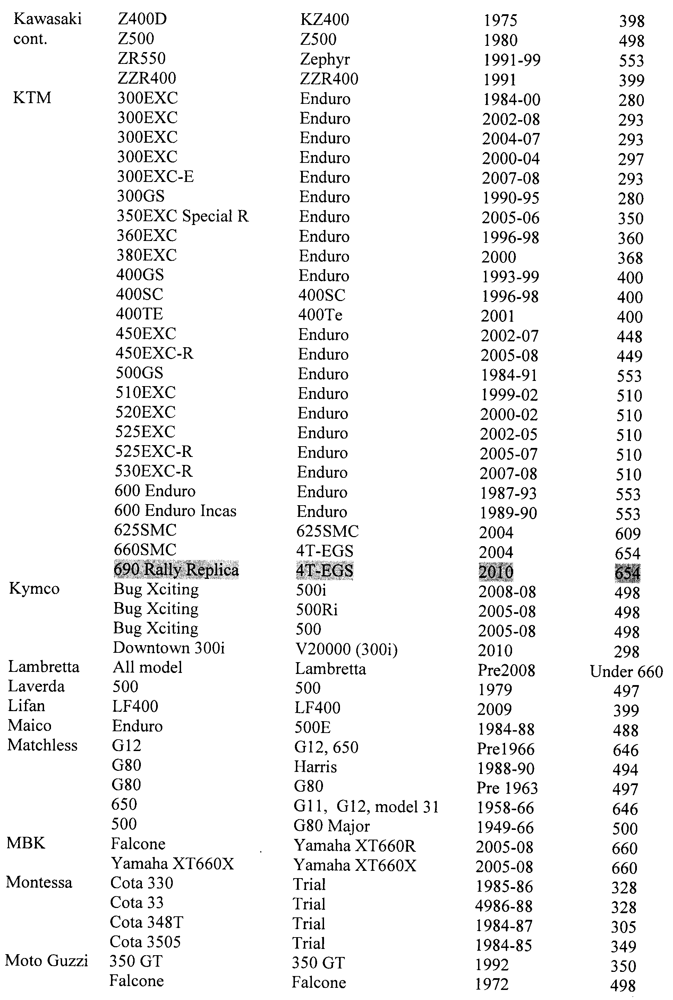 Kawasaki Z400D KZ400 1975 398
cont. Z500 Z500 1980 498
ZR550 Zephyr 1991-99 553
ZZR400 ZZR400 1991 399
KTM 300EXC Enduro 1984-00 280
300EXC Enduro 2002-08 293
300EXC Enduro 2004-07 293
300EXC Enduro 2000-04 297
300EXC-E Enduro 2007-08 293
300GS Enduro 1990-95 280
350EXC Special R Enduro 2005-06 350
360EXC Enduro 1996-98 360
380EXC Enduro 2000 368
400GS Enduro 1993-99 400
400SC 400SC 1996-98 400
400TE 400Te 2001 400
450EXC Enduro 2002-07 448
450EXC-R Enduro 2005-08 449
500GS Enduro 1984-91 553
510EXC Enduro 1999-02 510
520EXC Enduro 2000-02 510
525EXC Enduro 2002-05 510
525EXC-R Enduro 2005-07 510
530EXC-R Enduro 2007-08 510
600 Enduro Enduro 1987-93 553
600 Enduro Incas Enduro 1989-90 553
625SMC 625SMC 2004 609
660SMC 4T-EGS 2004 654
690 Rally Replica 4T-EGS 2010 654
Kymco Bug Xciting 500i 2008-08 498
Bug Xciting 500Ri 2005-08 498
Bug Xciting 500 2005-08 498
Downtown 300i V20000 (300i) 2010 298
Lambretta All model Lambretta Pre2008 Under 660
Laverda 500 500 1979 497
Lifan LF400 LF400 2009 399
Maico Enduro 500E 1984-88 488
Matchless G12 G12, 650 Pre1966 646
G80 Harris 1988-90 494
G80 G80 Pre 1963 497
650 G11, G12, model 31 1958-66 646
500 G80 Major 1949-66 500
MBK Falcone Yamaha XT660R 2005-08 660
Yamaha XT660X Yamaha XT660X 2005-08 660
Montessa Cota 330 Trial 1985-86 328
Cota 33 Trial 4986-88 328
Cota 348T Trial 1984-87 305
Cota 3505 Trial 1984-85 349
Moto Guzzi 350 GT 350 GT 1992 350
Falcone Falcone 1972 498